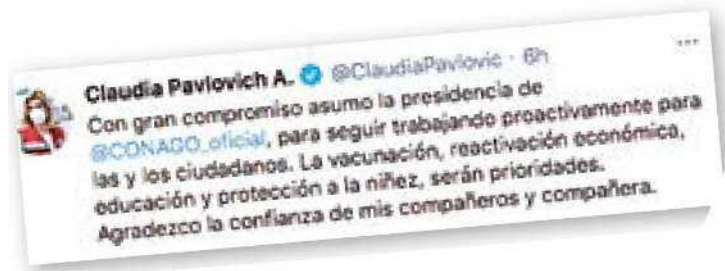 Claudia Pavlovich A. @ClaudiaPavlovic · 6h
Con gran compromiso asumo la presidencia de
@CONAGO_oficial, para seguir trabajando proactivamente para
las y los ciudadanos. La vacunación, reactivación económica,
educación y protección a la niñez, serán prioridades.
Agradezco la confianza de mis compañeros y compañera.